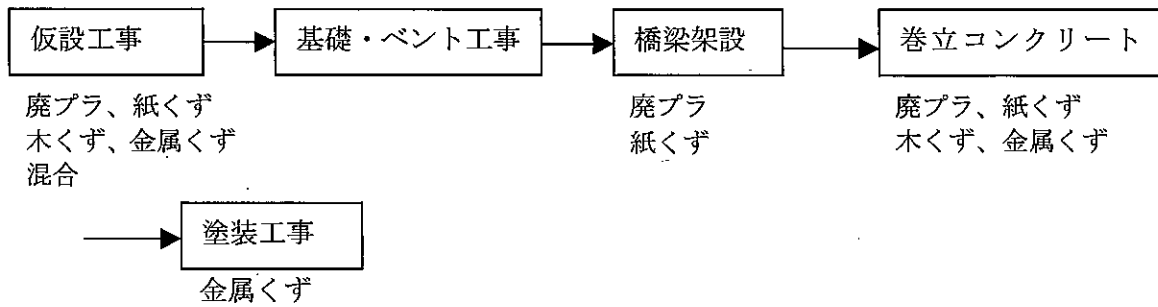 仮設工事
基礎・ベント工事
橋梁架設
巻立コンクリート
廃プラ、紙くず
木くず、金属くず
混合
廃プラ
紙くず
廃プラ、紙くず
木くず、金属くず
塗装工事
金属くず